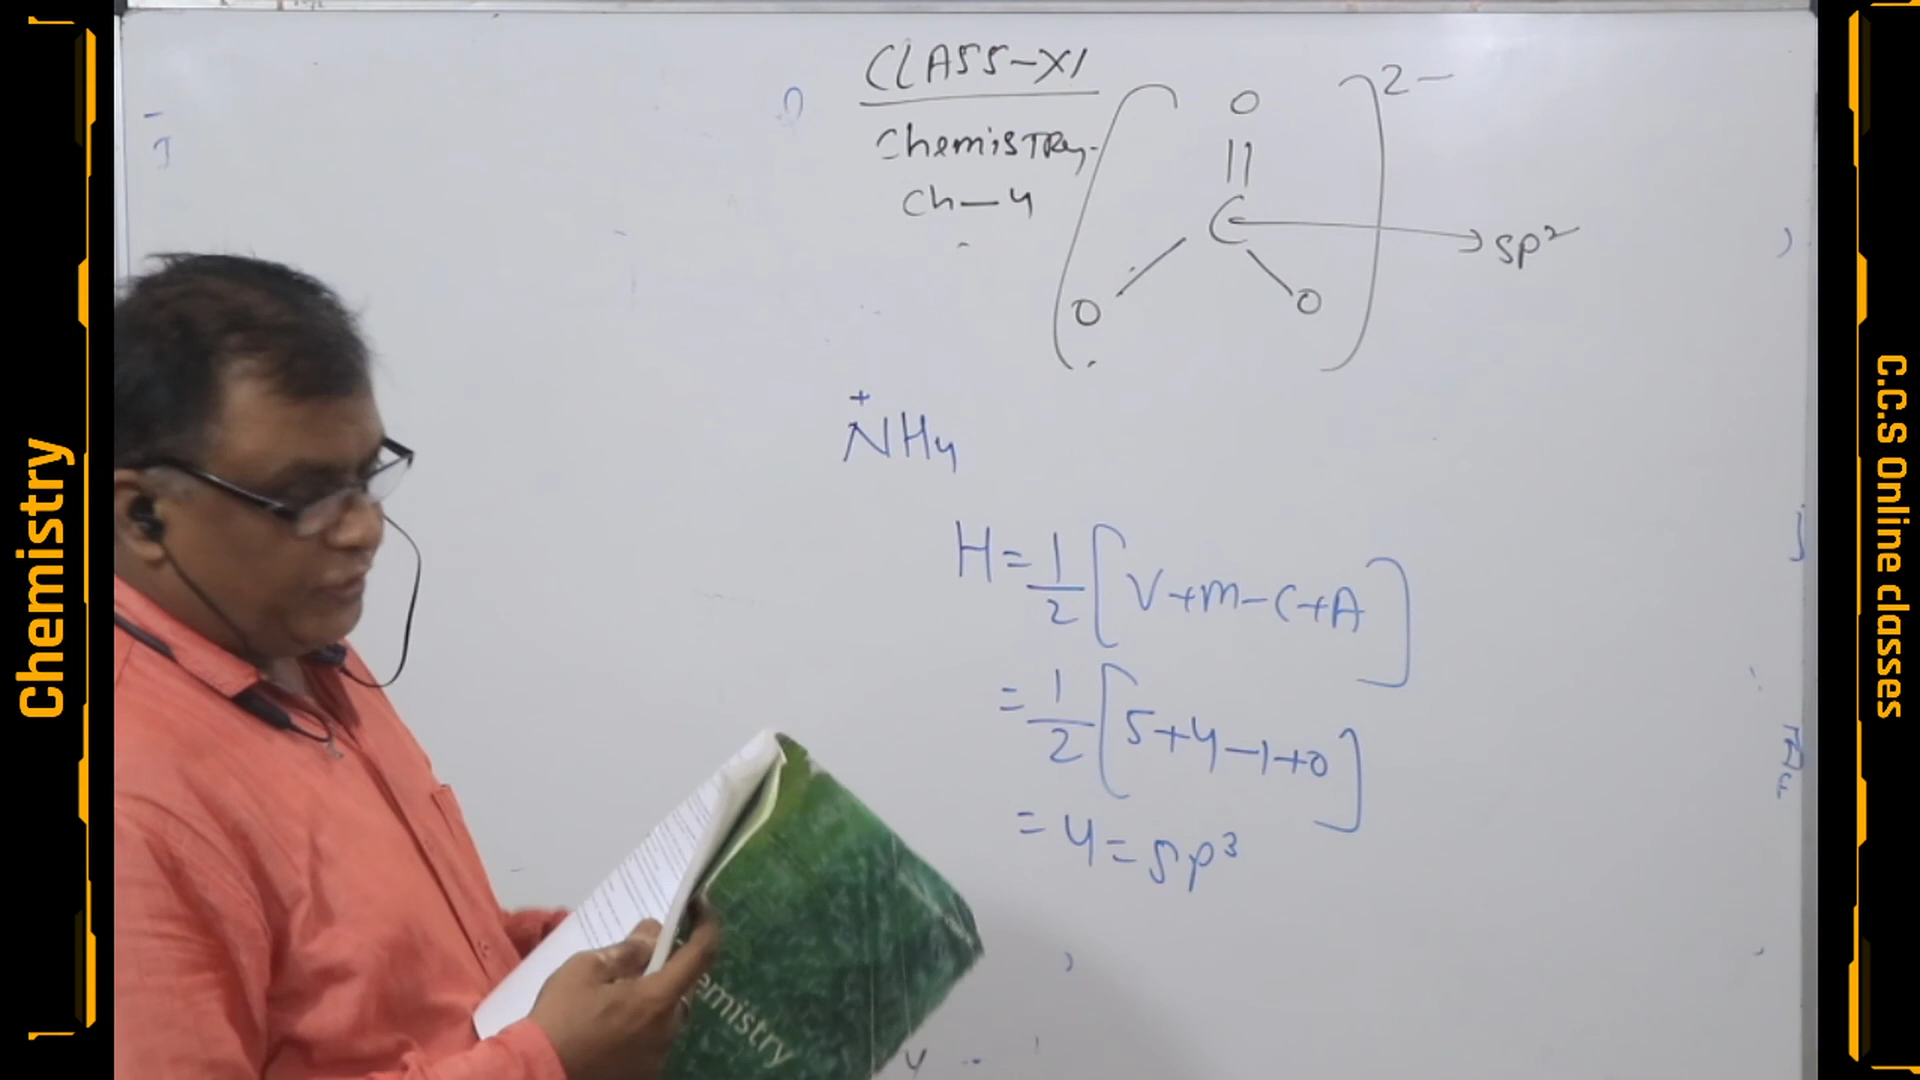 Chemistry
CLASS-XI
ChemiSTRy
Ch-4
O
||
C → sp²
O O
2-
+
NH4
H = 1/2 [V+M-C+A]
= 1/2 [5+4-1+0]
= 4 = sp³
emistry
C.C.S Online classes